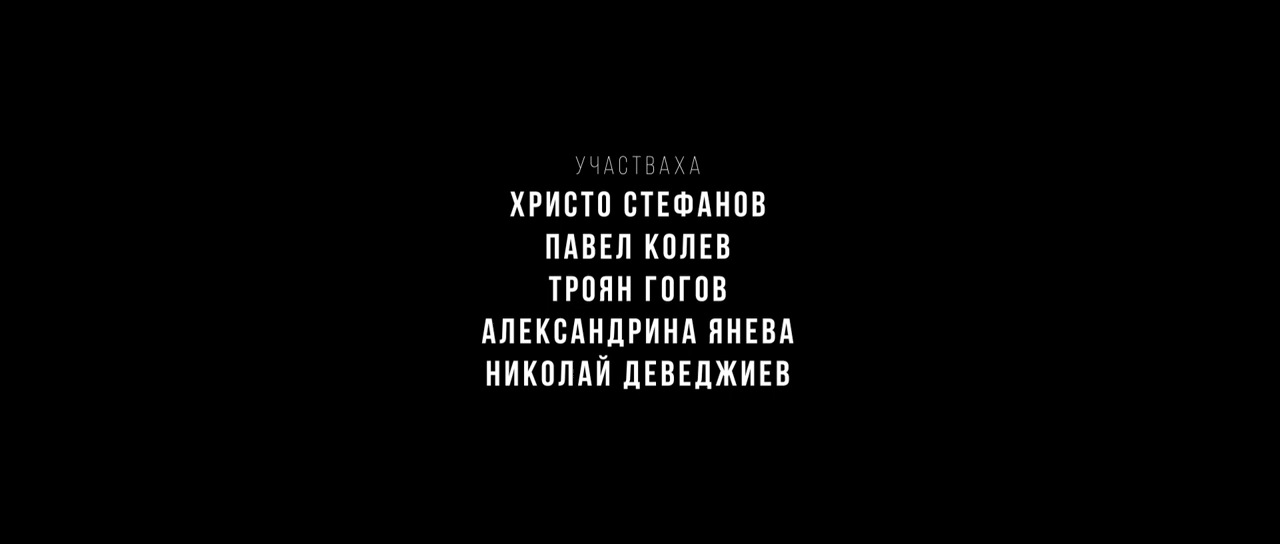 УЧАСТВАХА
ХРИСТО СТЕФАНОВ
ПАВЕЛ КОЛЕВ
ТРОЯН ГОГОВ
АЛЕКСАНДРИНА ЯНЕВА
НИКОЛАЙ ДЕВЕДЖИЕВ